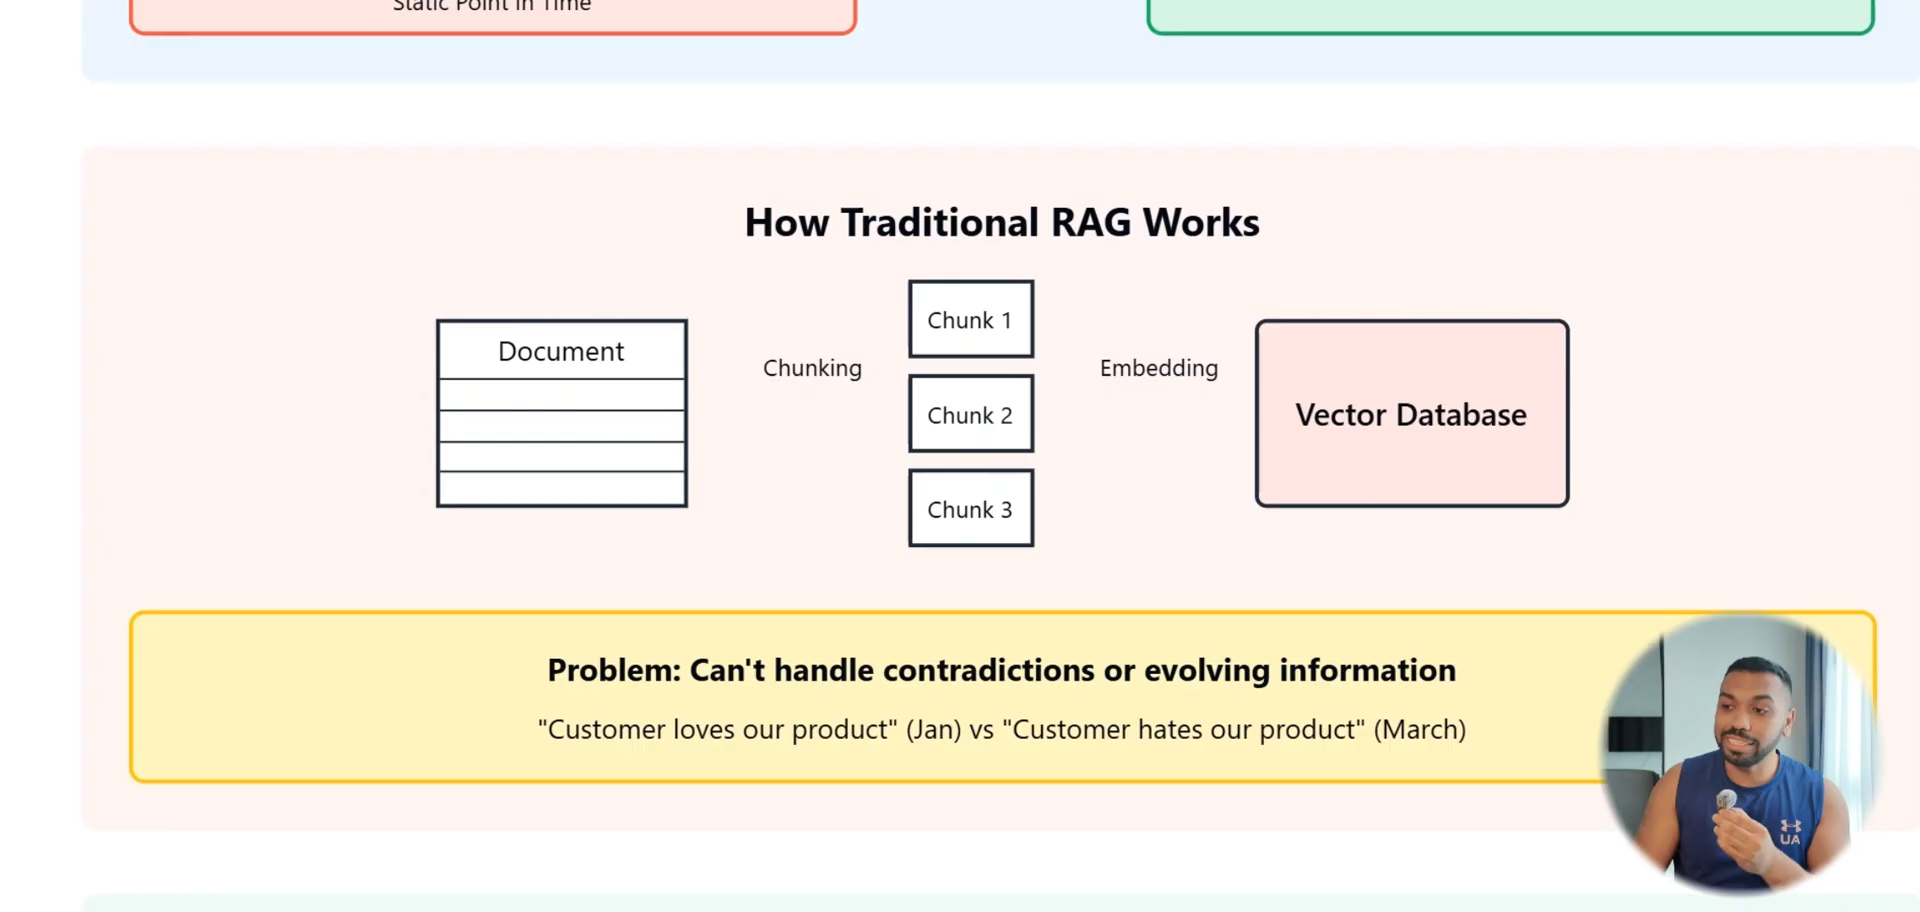 Static Point in Time
How Traditional RAG Works
Document
Chunking
Chunk 1
Chunk 2
Chunk 3
Embedding
Vector Database
Problem: Can't handle contradictions or evolving information
"Customer loves our product" (Jan) vs "Customer hates our product" (March)
UA